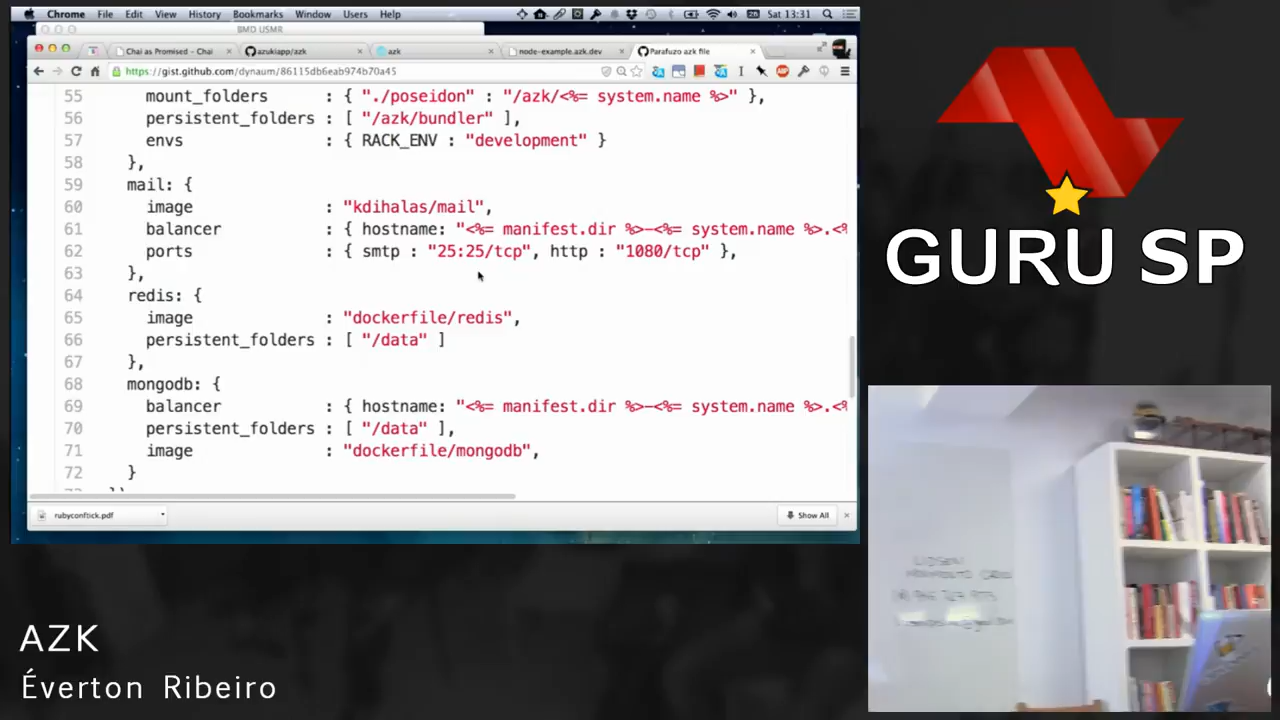 Chrome File Edit View History Bookmarks Window Users Help Sat 13:31
BMD USMR
Chai as Promised – Chai
azukiapp/azk
azk
node-example.azk.dev
Parafuzo azk file
https://gist.github.com/dynaum/86115db6eab974b70a45
55 mount_folders : { "./poseidon" : "/azk/<%= system.name %>" },
56 persistent_folders : [ "/azk/bundler" ],
57 envs : { RACK_ENV : "development" }
58 },
59 mail: {
60 image : "kdihalas/mail",
61 balancer : { hostname: "<%= manifest.dir %>-<%= system.name %>.<%
62 ports : { smtp : "25:25/tcp", http : "1080/tcp" },
63 },
64 redis: {
65 image : "dockerfile/redis",
66 persistent_folders : [ "/data" ]
67 },
68 mongodb: {
69 balancer : { hostname: "<%= manifest.dir %>-<%= system.name %>.<%
70 persistent_folders : [ "/data" ],
71 image : "dockerfile/mongodb",
72 }
rubyconftick.pdf
Show All
GURU SP
AZK
Éverton Ribeiro